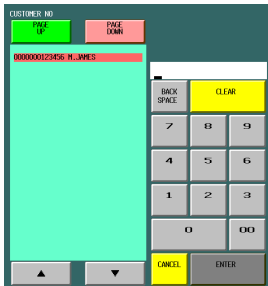 CUSTOMER NO
PAGE
UP
PAGE
DOWN
0000000123456 M.JAMES
BACK
SPACE
CLEAR
7 8 9
4 5 6
1 2 3
0 00
CANCEL ENTER